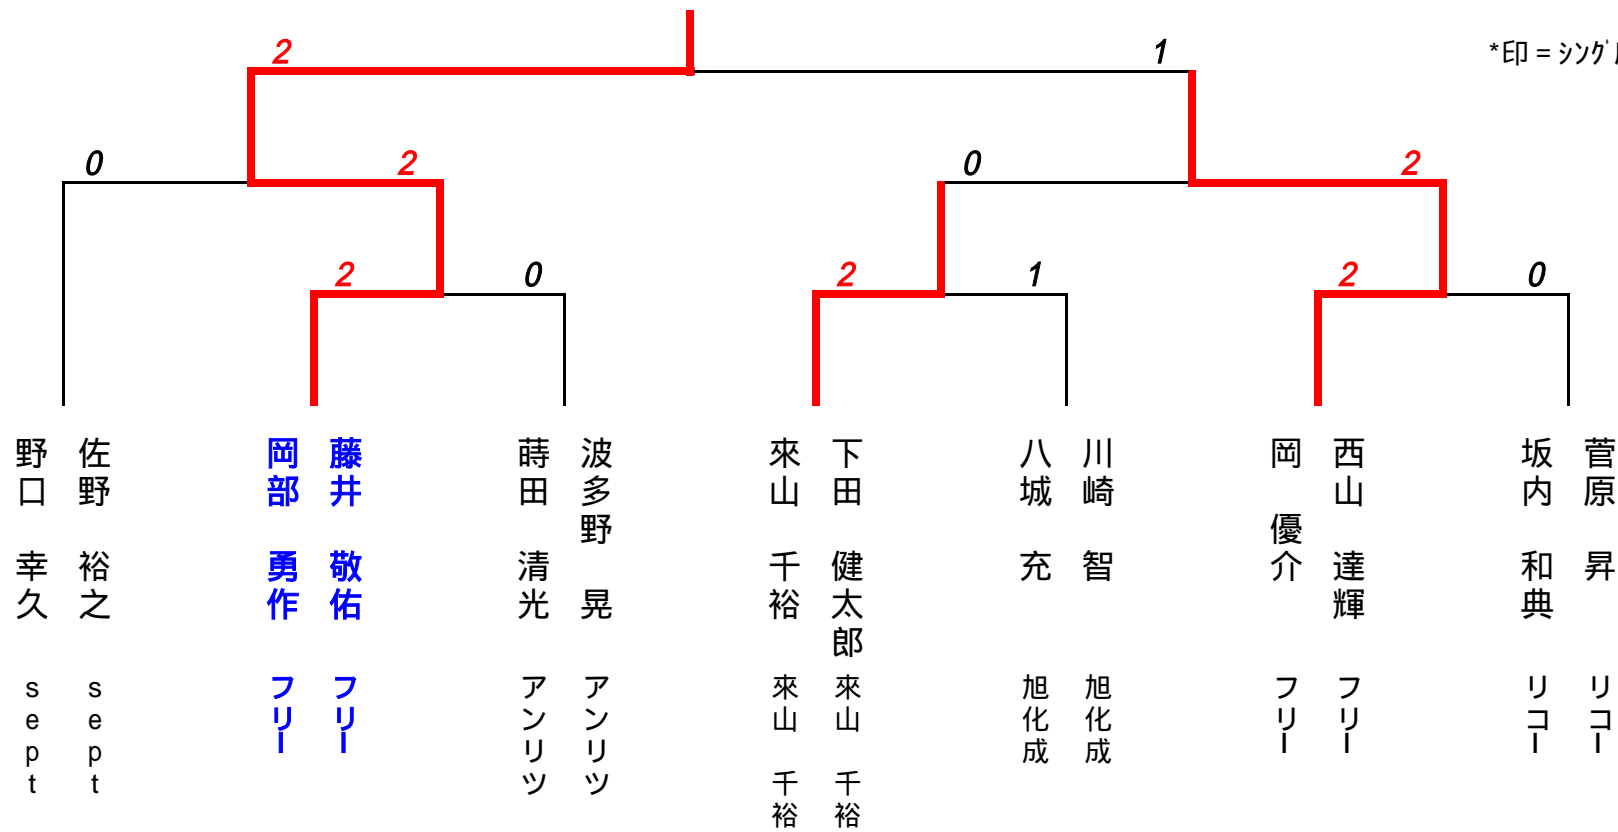 2
1
*印 = ｼﾝｸﾞﾙ
0
2
0
2
2
0
2
1
2
0
野口 幸久 sept
佐野 裕之 sept
岡部 勇作 フリー
藤井 敬佑 フリー
蒔田 清光 アンリツ
波多野 晃 アンリツ
來山 千裕 來山 千裕
下田 健太郎 來山 千裕
八城 充 旭化成
川崎 智 旭化成
岡 優介 フリー
西山 達輝 フリー
坂内 和典 リコー
菅原 昇 リコー